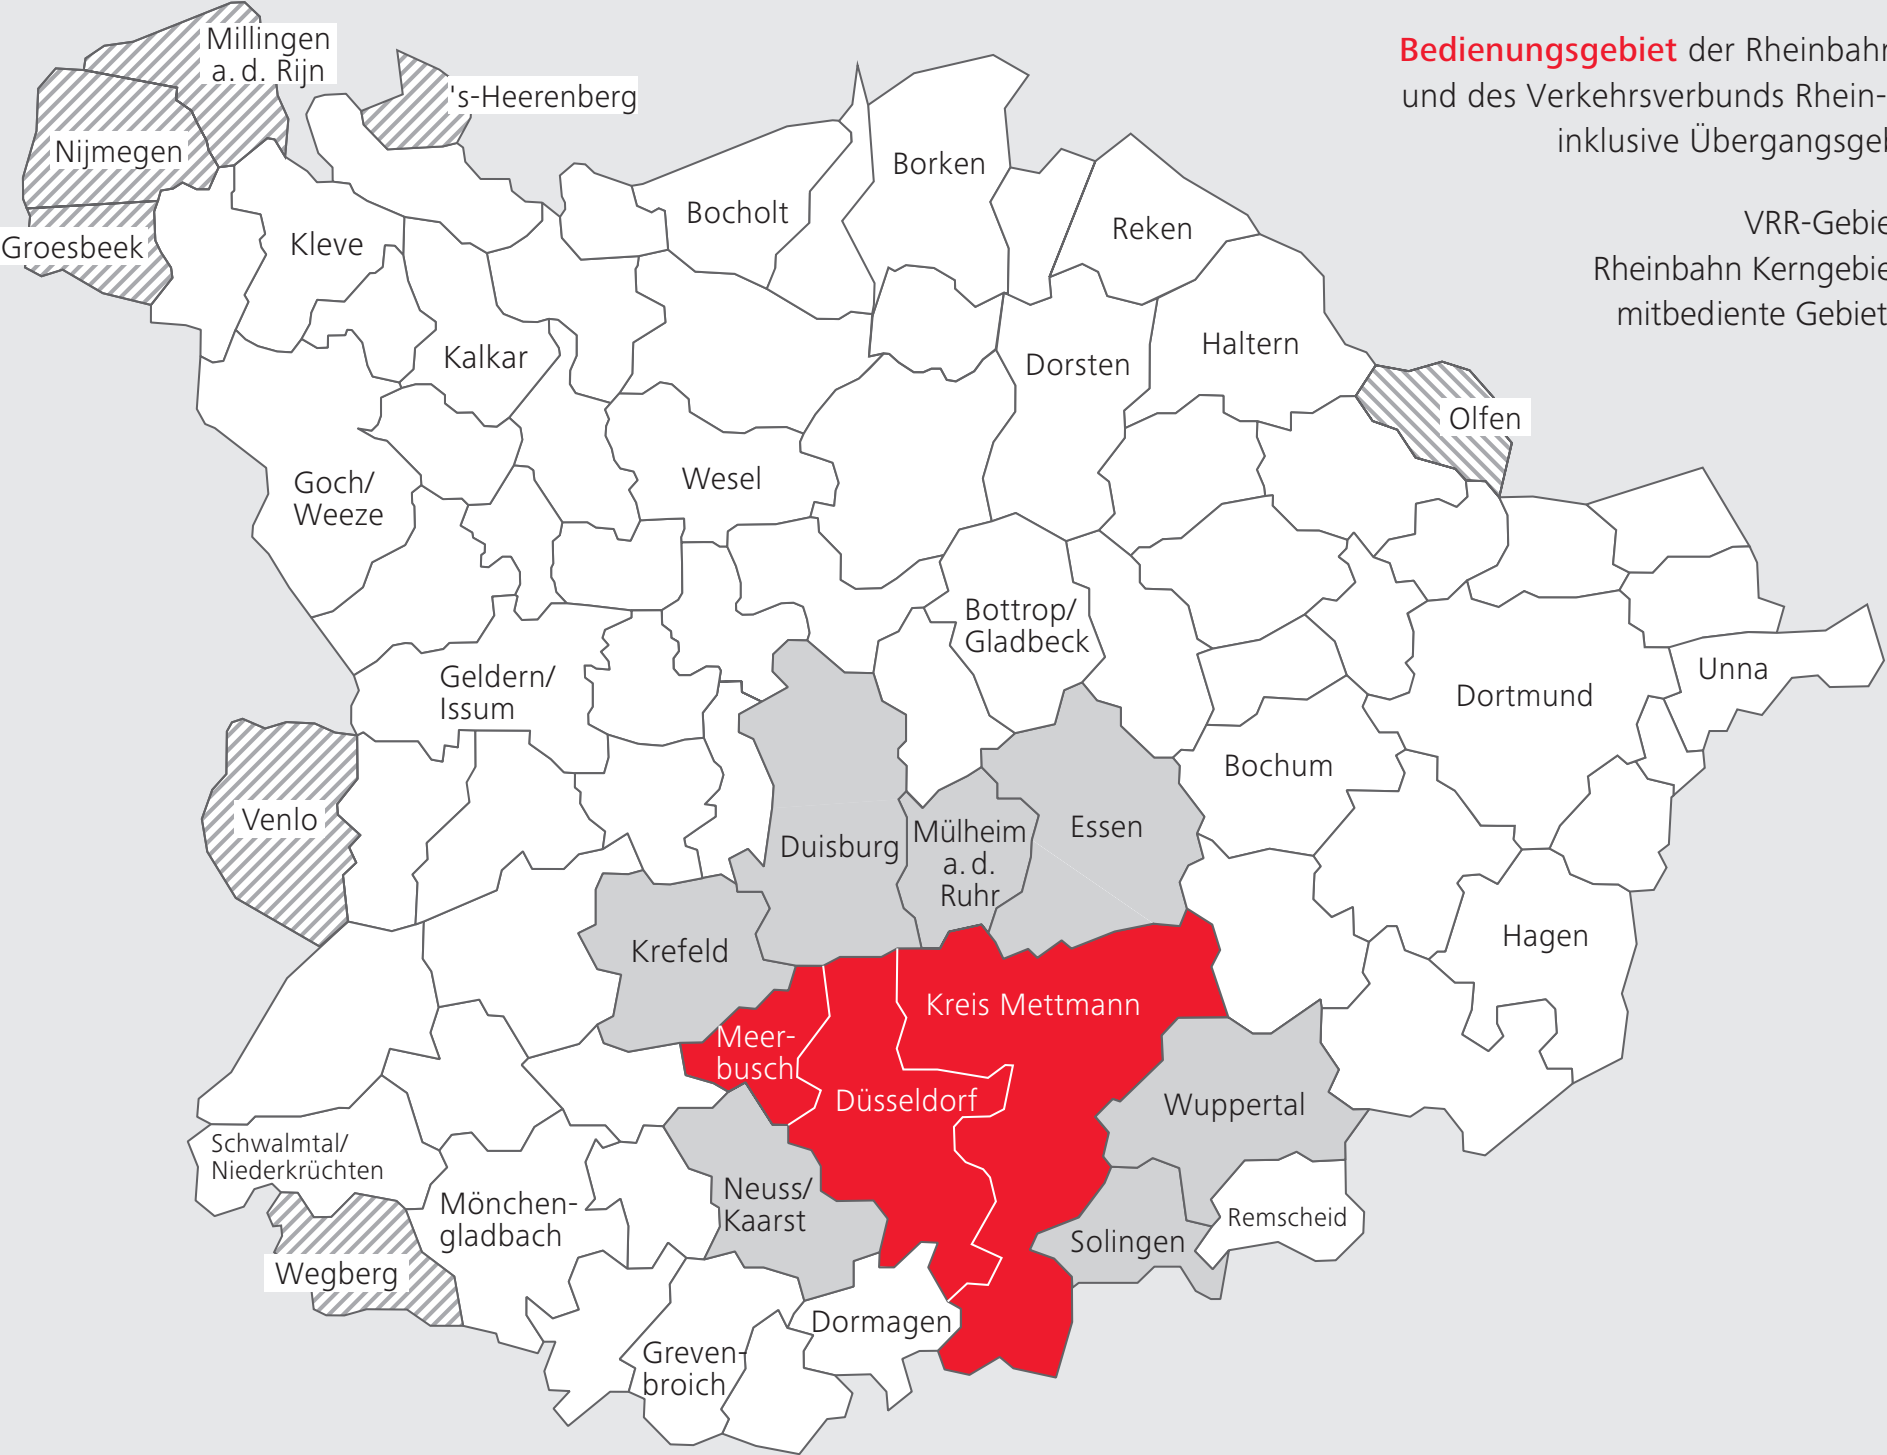 Bedienungsgebiet der Rheinbahn
und des Verkehrsverbunds Rhein-
inklusive Übergangsgeb
VRR-Gebie
Rheinbahn Kerngebie
mitbediente Gebiet
Millingen
a. d. Rijn
's-Heerenberg
Nijmegen
Groesbeek
Kleve
Bocholt
Borken
Reken
Kalkar
Dorsten
Haltern
Olfen
Goch/
Weeze
Wesel
Bottrop/
Gladbeck
Geldern/
Issum
Dortmund
Unna
Venlo
Bochum
Duisburg
Mülheim
a. d.
Ruhr
Essen
Krefeld
Hagen
Kreis Mettmann
Meer-
busch
Düsseldorf
Wuppertal
Schwalmtal/
Niederkrüchten
Mönchen-
gladbach
Neuss/
Kaarst
Solingen
Remscheid
Wegberg
Dormagen
Greven-
broich